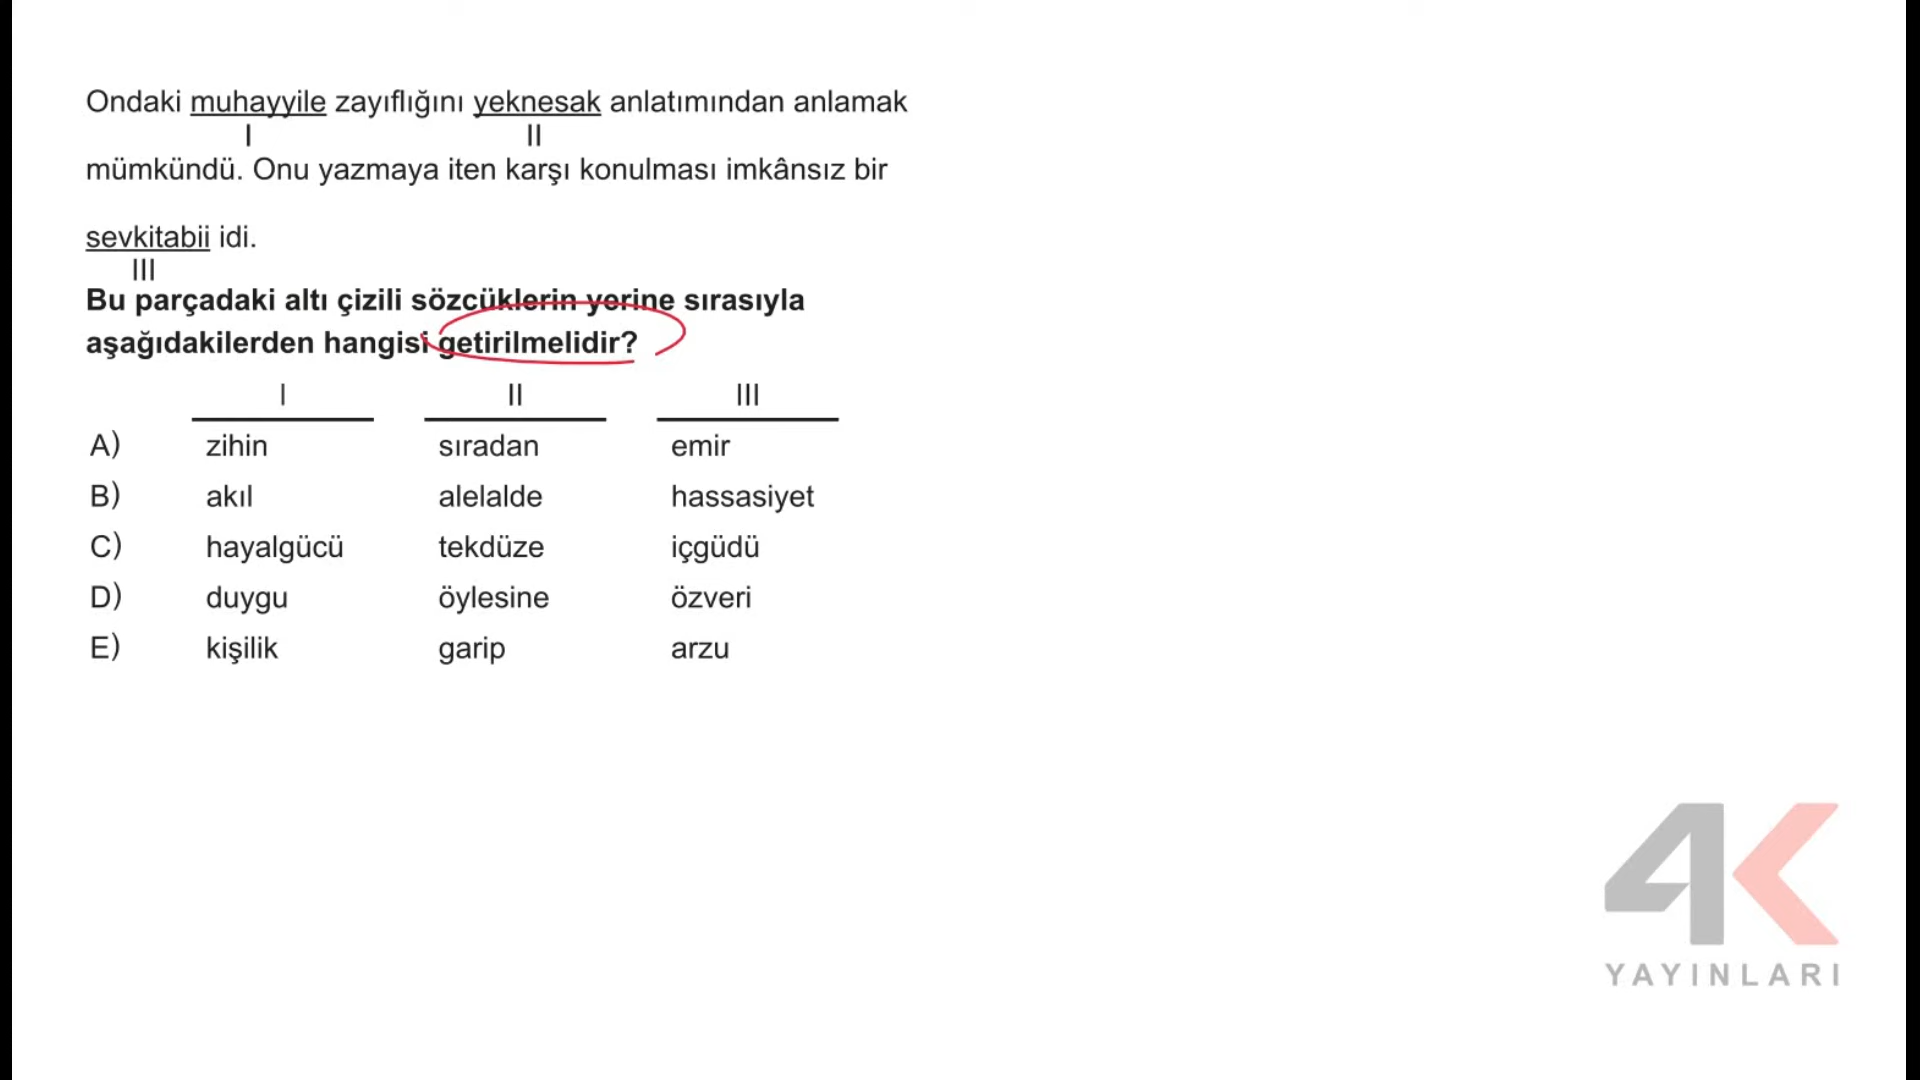 Ondaki muhayyile zayıflığını yeknesak anlatımından anlamak
I II
mümkündü. Onu yazmaya iten karşı konulması imkânsız bir
sevkitabii idi.
III
Bu parçadaki altı çizili sözcüklerin yerine sırasıyla
aşağıdakilerden hangisi getirilmelidir?
I II III
A) zihin sıradan emir
B) akıl alelalde hassasiyet
C) hayalgücü tekdüze içgüdü
D) duygu öylesine özveri
E) kişilik garip arzu
4K
YAYINLARI